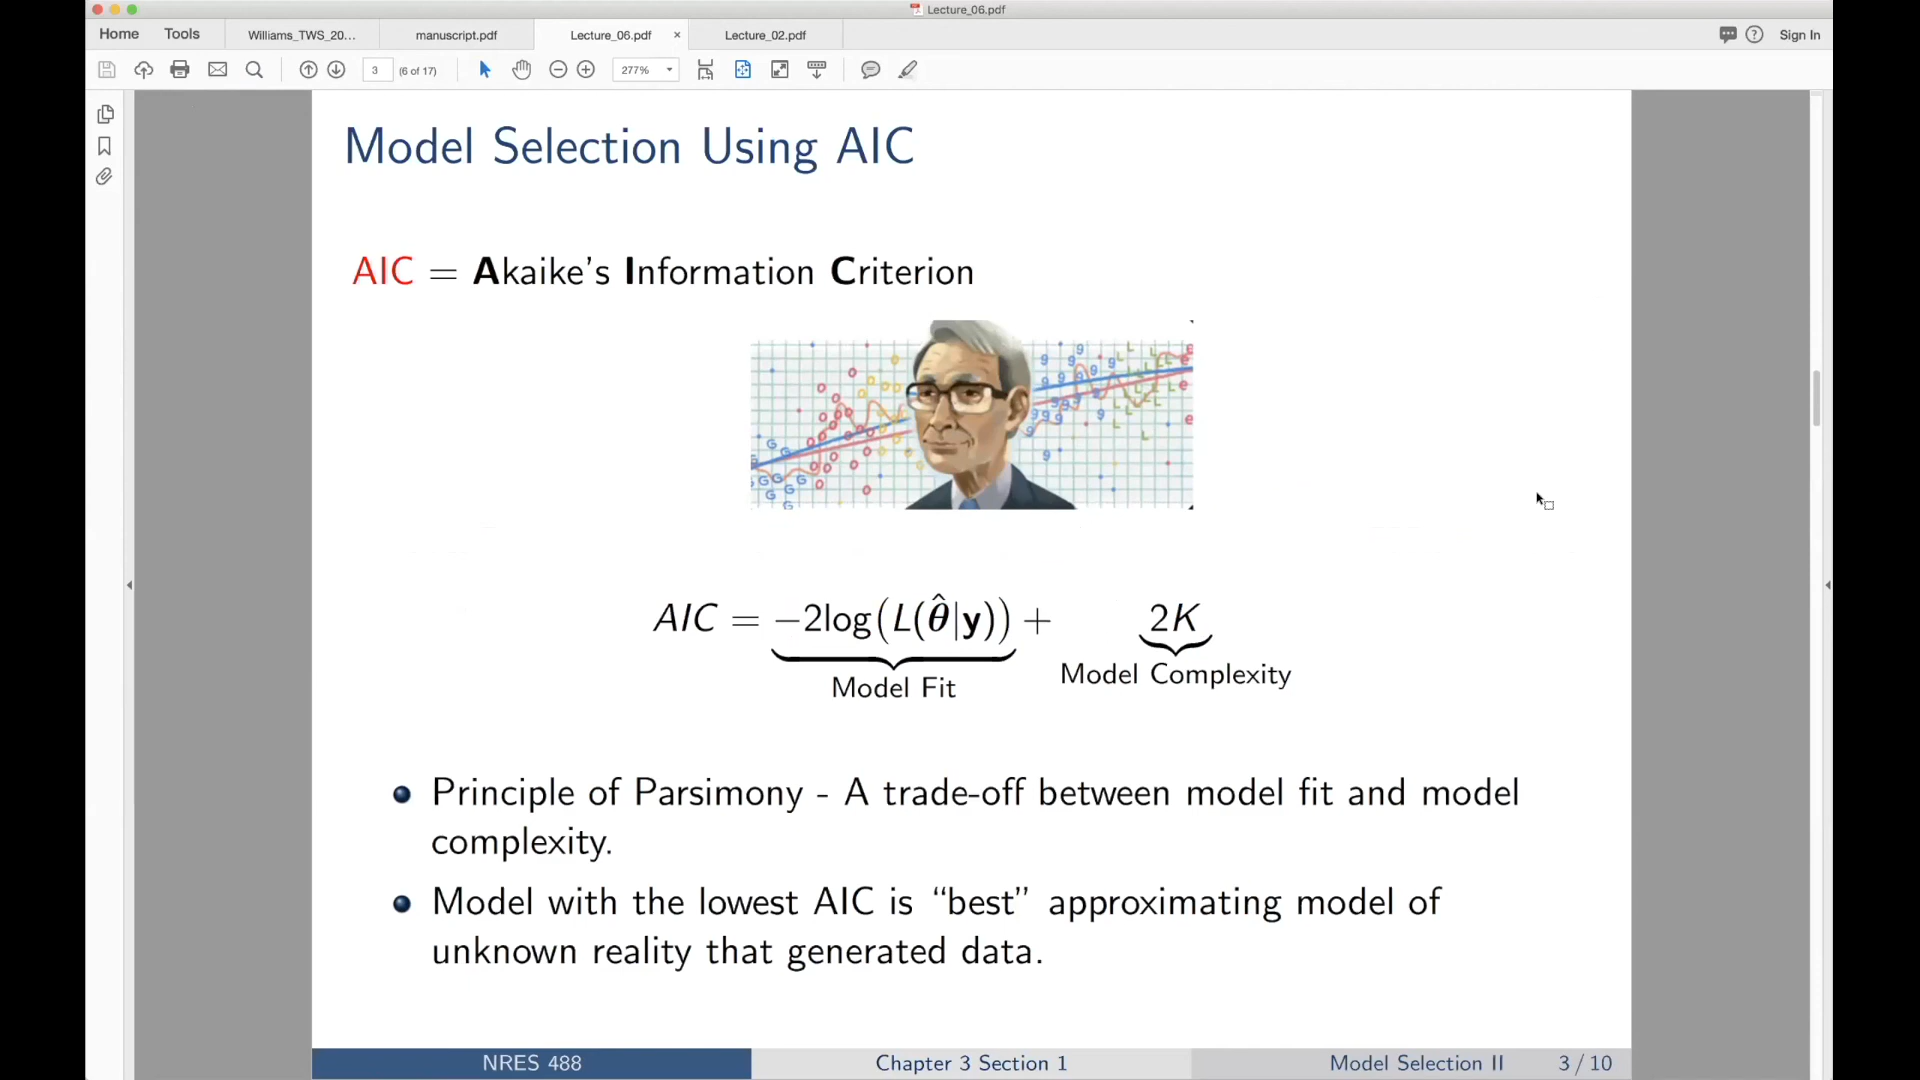 Lecture_06.pdf
Home Tools Williams_TWS_20... manuscript.pdf Lecture_06.pdf × Lecture_02.pdf Sign In
3 (6 of 17) 277%
Model Selection Using AIC
AIC = Akaike's Information Criterion
AIC = −2log(L(θ̂|y)) + 2K
Model Fit
Model Complexity
Principle of Parsimony - A trade-off between model fit and model
complexity.
Model with the lowest AIC is “best” approximating model of
unknown reality that generated data.
NRES 488 Chapter 3 Section 1 Model Selection II 3 / 10